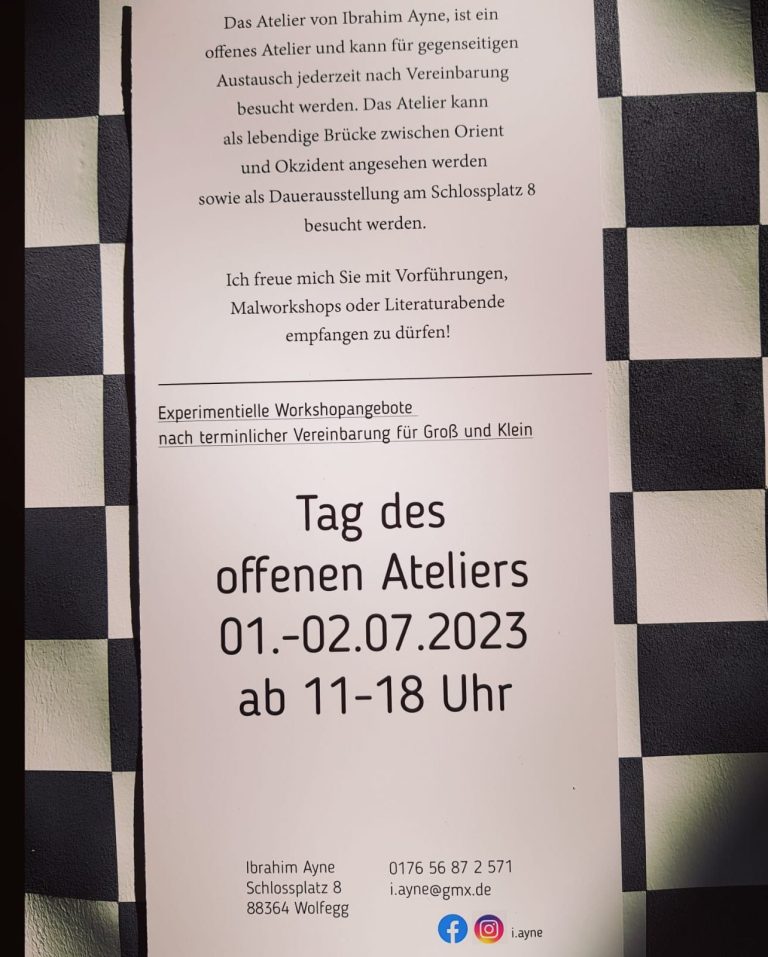 Das Atelier von Ibrahim Ayne, ist ein
offenes Atelier und kann für gegenseitigen
Austausch jederzeit nach Vereinbarung
besucht werden. Das Atelier kann
als lebendige Brücke zwischen Orient
und Okzident angesehen werden
sowie als Dauerausstellung am Schlossplatz 8
besucht werden.
Ich freue mich Sie mit Vorführungen,
Malworkshops oder Literaturabende
empfangen zu dürfen!
Experimentielle Workshopangebote
nach terminlicher Vereinbarung für Groß und Klein
Tag des
offenen Ateliers
01.-02.07.2023
ab 11-18 Uhr
Ibrahim Ayne
Schlossplatz 8
88364 Wolfegg
0176 56 87 2 571
i.ayne@gmx.de
i.ayne